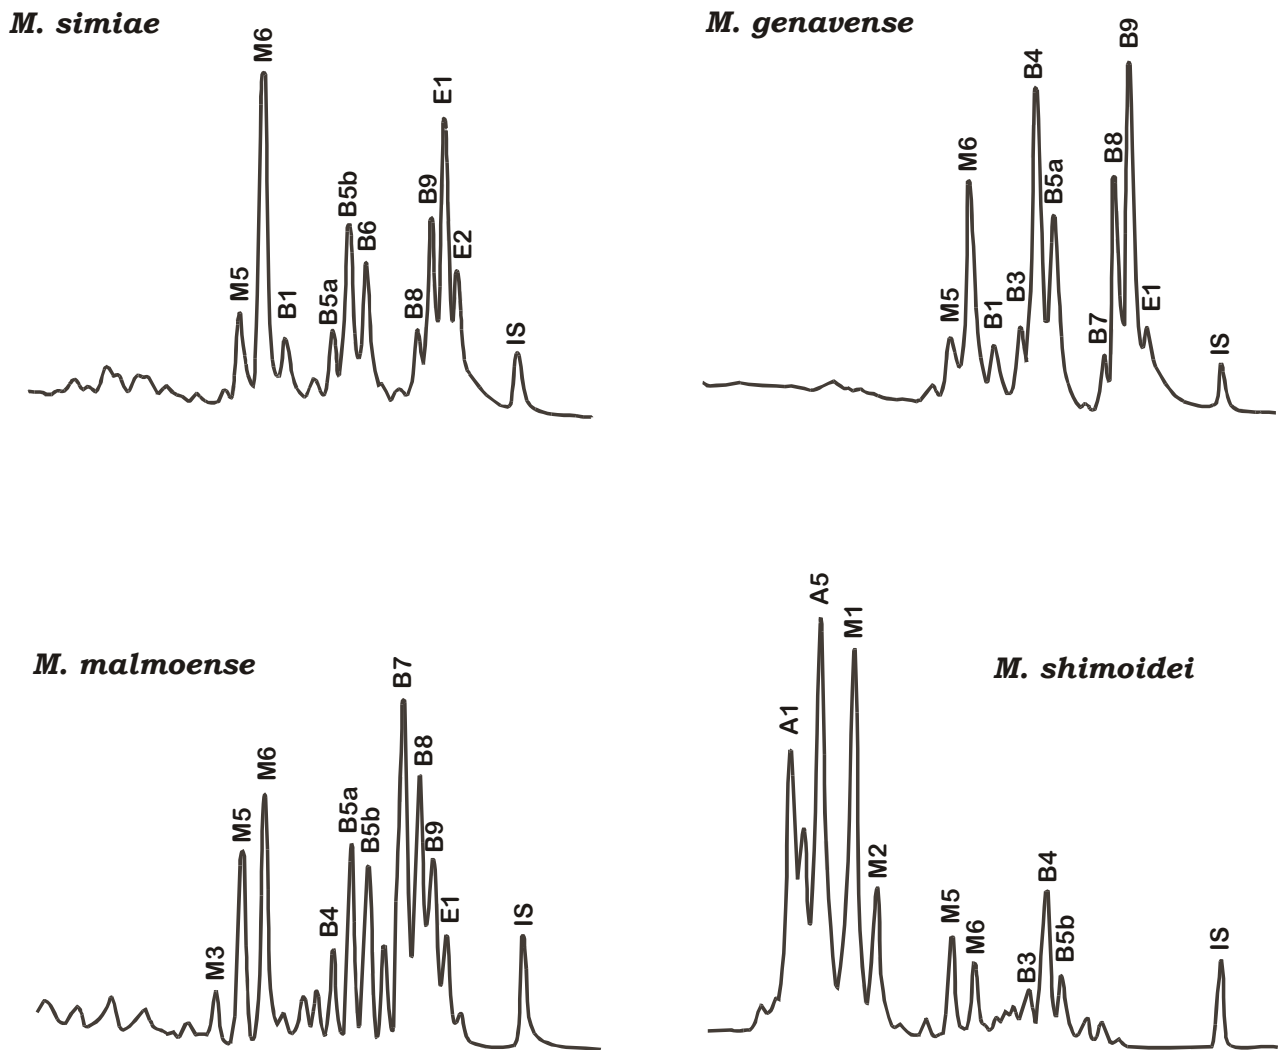 M. simiae
M5
M6
B1
B5a
B5b
B6
B8
B9
E1
E2
IS
M. genavense
M5
M6
B1
B3
B4
B5a
B7
B8
B9
E1
IS
M. malmoense
M3
M5
M6
B4
B5a
B5b
B7
B8
B9
E1
IS
M. shimoidei
A1
A5
M1
M2
M5
M6
B3
B4
B5b
IS